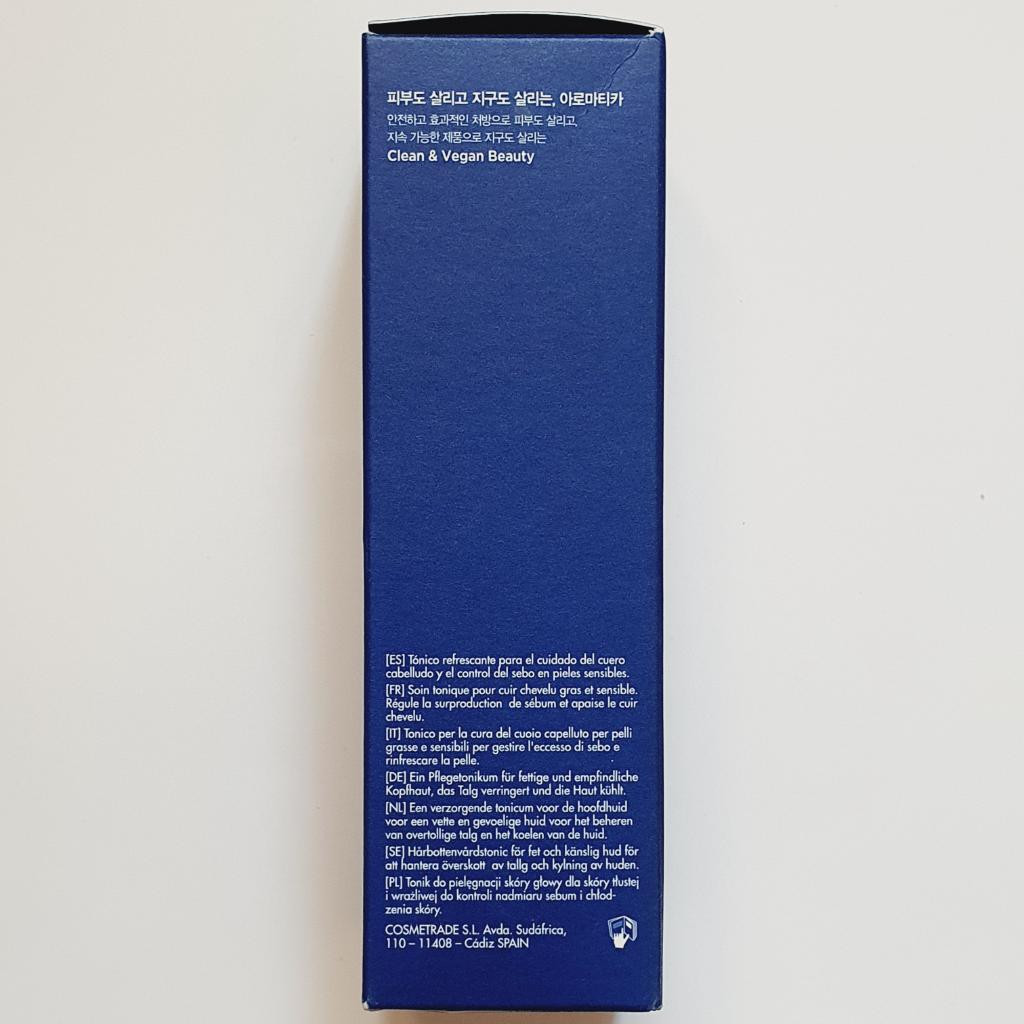 피부도 살리고 지구도 살리는, 아로마티카
안전하고 효과적인 처방으로 피부도 살리고,
지속 가능한 제품으로 지구도 살리는
Clean & Vegan Beauty
[ES] Tónico refrescante para el cuidado del cuero
cabelludo y el control del sebo en pieles sensibles.
[FR] Soin tonique pour cuir chevelu gras et sensible.
Régule la surproduction de sébum et apaise le cuir
chevelu.
[IT] Tonico per la cura del cuoio capelluto per pelli
grasse e sensibili per gestire l'eccesso di sebo e
rinfrescare la pelle.
[DE] Ein Pflegetonikum für fettige und empfindliche
Kopfhaut, das Talg verringert und die Haut kühlt.
[NL] Een verzorgende tonicum voor de hoofdhuid
voor een vette en gevoelige huid voor het beheren
van overtollige talg en het koelen van de huid.
[SE] Hårbottenvårdstonic för fet och känslig hud för
att hantera överskott av tallg och kylning av huden.
[PL] Tonik do pielęgnacji skóry głowy dla skóry tłustej
i wrażliwej do kontroli nadmiaru sebum i chłod-
zenia skóry.
COSMETRADE S.L. Avda. Sudáfrica,
110 – 11408 – Cádiz SPAIN